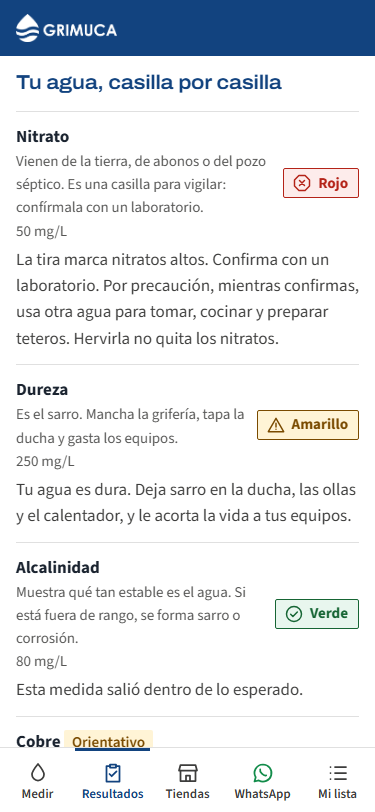 GRIMUCA
Tu agua, casilla por casilla
Nitrato
Vienen de la tierra, de abonos o del pozo
séptico. Es una casilla para vigilar:
confírmala con un laboratorio.
50 mg/L
Rojo
La tira marca nitratos altos. Confirma con un
laboratorio. Por precaución, mientras confirmas,
usa otra agua para tomar, cocinar y preparar
teteros. Hervirla no quita los nitratos.
Dureza
Es el sarro. Mancha la grifería, tapa la
ducha y gasta los equipos.
250 mg/L
Amarillo
Tu agua es dura. Deja sarro en la ducha, las ollas
y el calentador, y le acorta la vida a tus equipos.
Alcalinidad
Muestra qué tan estable es el agua. Si
está fuera de rango, se forma sarro o
corrosión.
80 mg/L
Verde
Esta medida salió dentro de lo esperado.
Cobre Orientativo
Medir Resultados Tiendas WhatsApp Mi lista